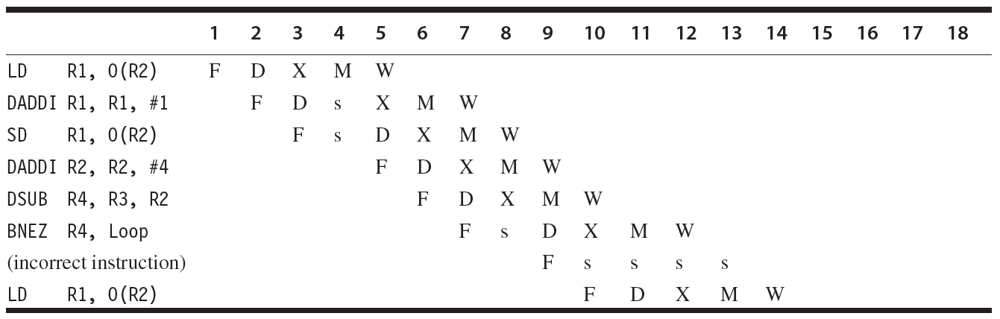 1 2 3 4 5 6 7 8 9 10 11 12 13 14 15 16 17 18
LD R1, 0(R2) F D X M W
DADDI R1, R1, #1 F D s X M W
SD R1, 0(R2) F s D X M W
DADDI R2, R2, #4 F D X M W
DSUB R4, R3, R2 F D X M W
BNEZ R4, Loop F s D X M W
(incorrect instruction) F s s s s
LD R1, 0(R2) F D X M W